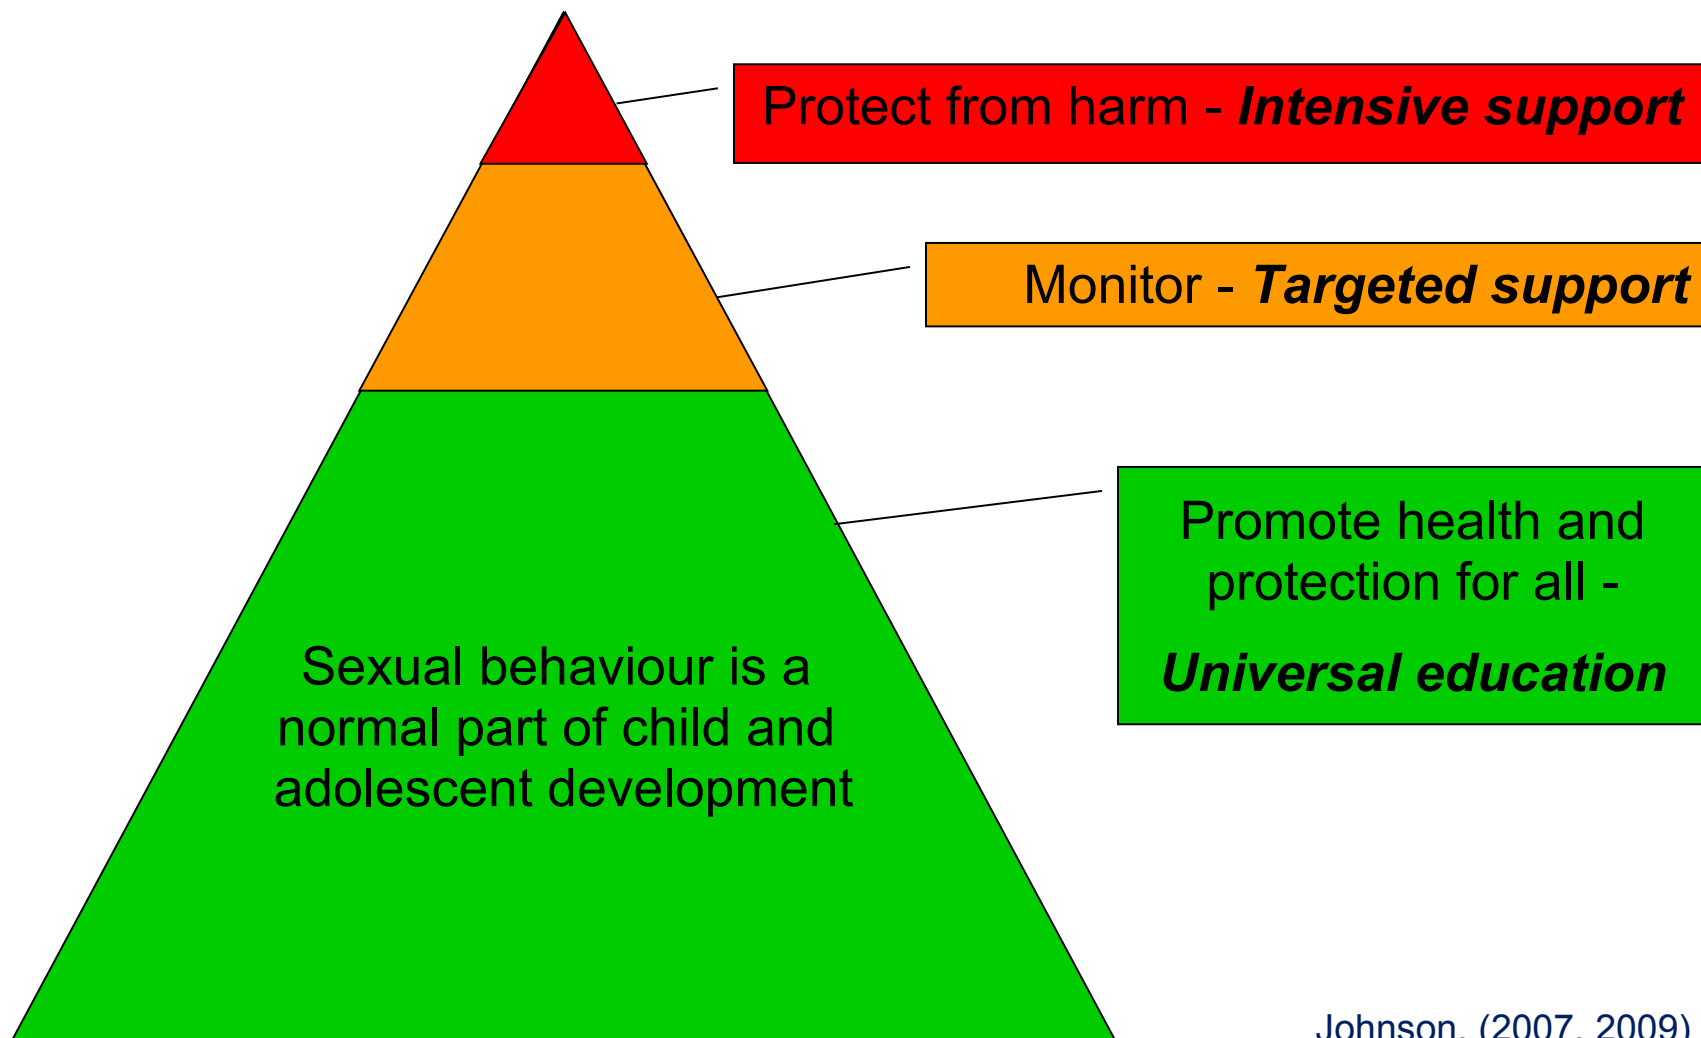 Protect from harm - Intensive support
Monitor - Targeted support
Promote health and
protection for all -
Universal education
Sexual behaviour is a
normal part of child and
adolescent development
Johnson, (2007, 2009)